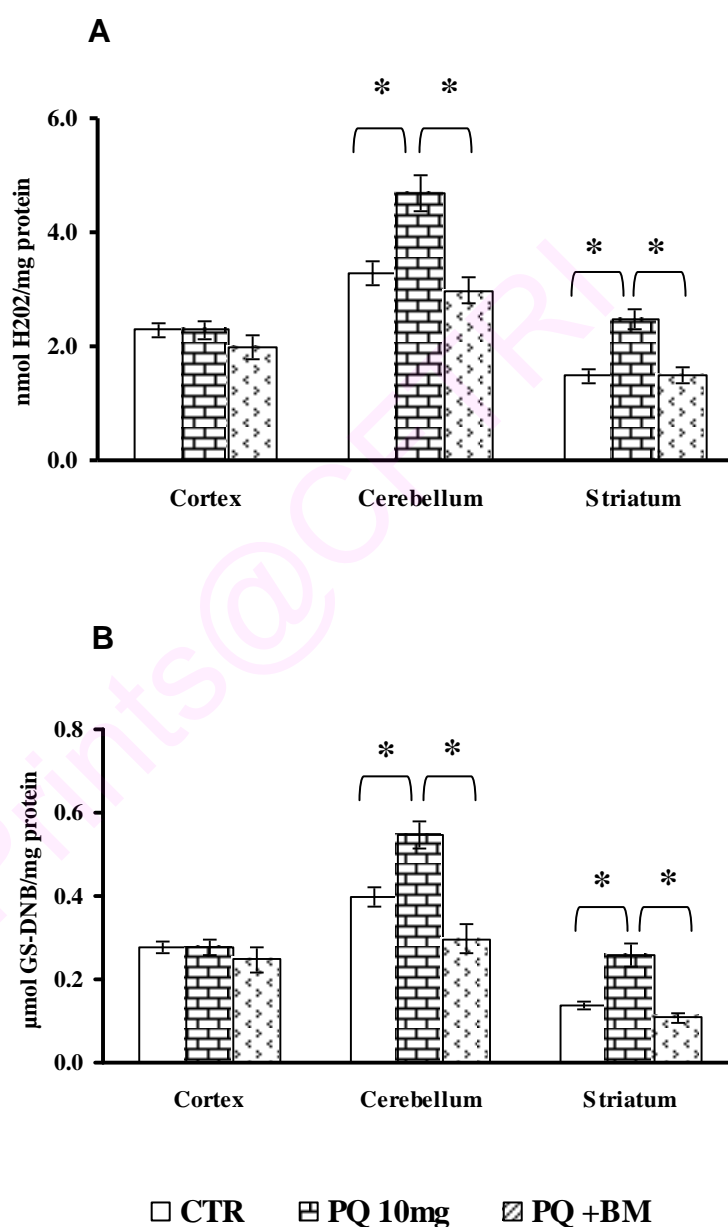 A
* *
6.0
4.0
2.0
0.0
nmol H202/mg protein
* *
Cortex Cerebellum Striatum
B
0.8
0.6
0.4
0.2
0.0
µmol GS-DNB/mg protein
* *
* *
Cortex Cerebellum Striatum
CTR PQ 10mg PQ +BM
rints@CFTRI